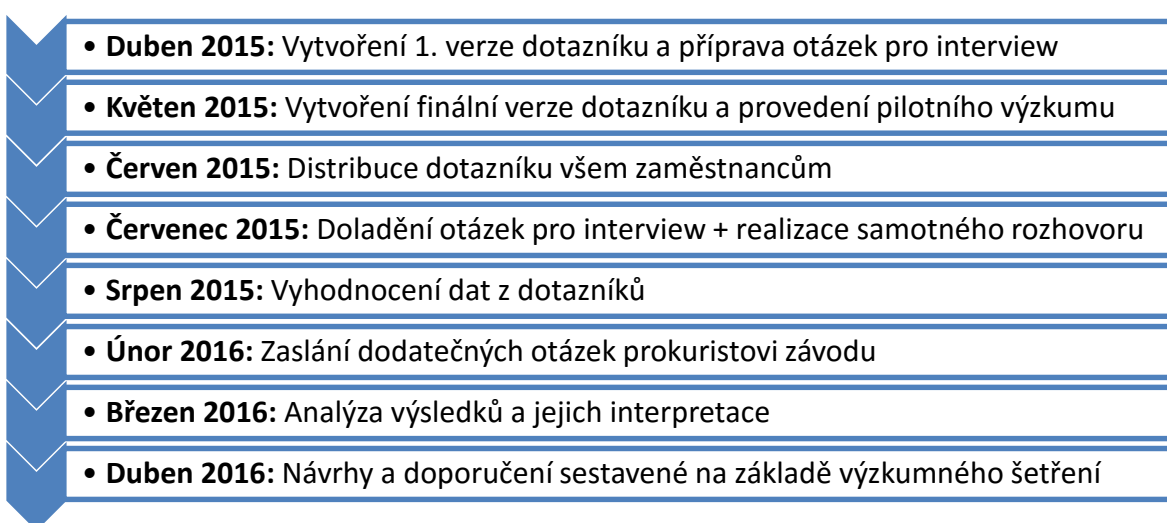 • Duben 2015: Vytvoření 1. verze dotazníku a příprava otázek pro interview
• Květen 2015: Vytvoření finální verze dotazníku a provedení pilotního výzkumu
• Červen 2015: Distribuce dotazníku všem zaměstnancům
• Červenec 2015: Doladění otázek pro interview + realizace samotného rozhovoru
• Srpen 2015: Vyhodnocení dat z dotazníků
• Únor 2016: Zaslání dodatečných otázek prokuristovi závodu
• Březen 2016: Analýza výsledků a jejich interpretace
• Duben 2016: Návrhy a doporučení sestavené na základě výzkumného šetření